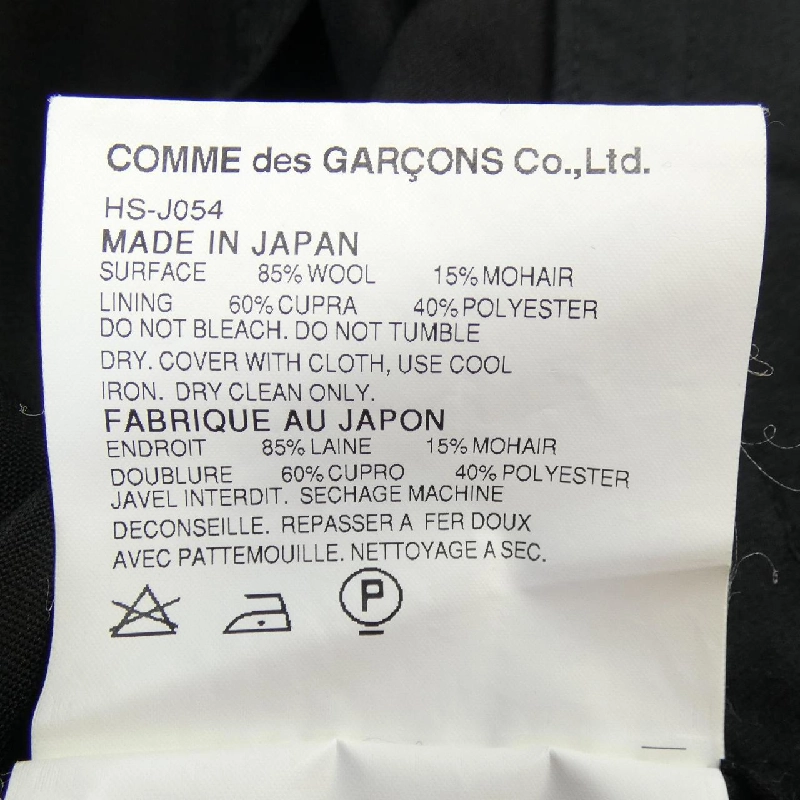 COMME des GARÇONS Co.,Ltd.
HS-J054
MADE IN JAPAN
SURFACE 85% WOOL 15% MOHAIR
LINING 60% CUPRA 40% POLYESTER
DO NOT BLEACH. DO NOT TUMBLE
DRY. COVER WITH CLOTH, USE COOL
IRON. DRY CLEAN ONLY.
FABRIQUE AU JAPON
ENDROIT 85% LAINE 15% MOHAIR
DOUBLURE 60% CUPRO 40% POLYESTER
JAVEL INTERDIT. SECHAGE MACHINE
DECONSEILLE. REPASSER A FER DOUX
AVEC PATTEMOUILLE. NETTOYAGE A SEC.
P